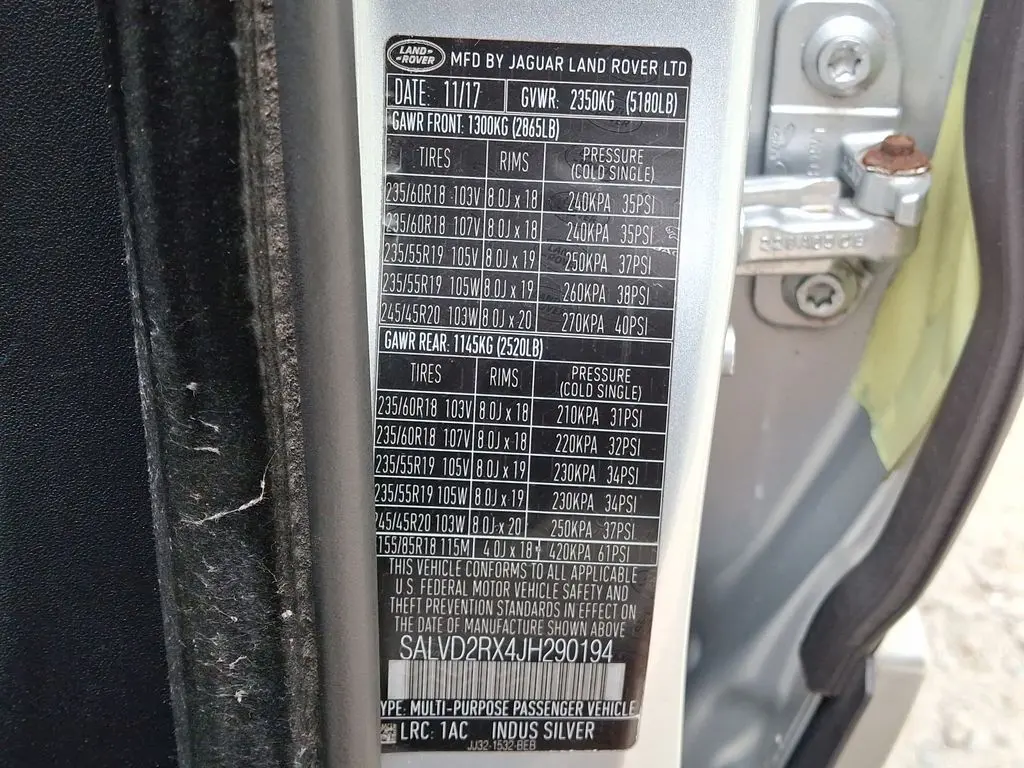 LAND-ROVER MFD BY JAGUAR LAND ROVER LTD
DATE: 11/17 GVWR: 2350KG (5180LB)
GAWR FRONT: 1300KG (2865LB)
TIRES RIMS PRESSURE (COLD SINGLE)
235/60R18 103V 8.0J x 18 240KPA 35PSI
235/60R18 107V 8.0J x 18 240KPA 35PSI
235/55R19 105V 8.0J x 19 250KPA 37PSI
235/55R19 105W 8.0J x 19 260KPA 38PSI
245/45R20 103W 8.0J x 20 270KPA 40PSI
GAWR REAR: 1145KG (2520LB)
TIRES RIMS PRESSURE (COLD SINGLE)
235/60R18 103V 8.0J x 18 210KPA 31PSI
235/60R18 107V 8.0J x 18 220KPA 32PSI
235/55R19 105V 8.0J x 19 230KPA 34PSI
235/55R19 105W 8.0J x 19 230KPA 34PSI
245/45R20 103W 8.0J x 20 250KPA 37PSI
155/85R18 115M 4.0J x 18* 420KPA 61PSI
THIS VEHICLE CONFORMS TO ALL APPLICABLE
U.S. FEDERAL MOTOR VEHICLE SAFETY AND
THEFT PREVENTION STANDARDS IN EFFECT ON
THE DATE OF MANUFACTURE SHOWN ABOVE
SALVD2RX4JH290194
TYPE: MULTI-PURPOSE PASSENGER VEHICLE
LRC: 1AC INDUS SILVER
JJ32-1532-BEB